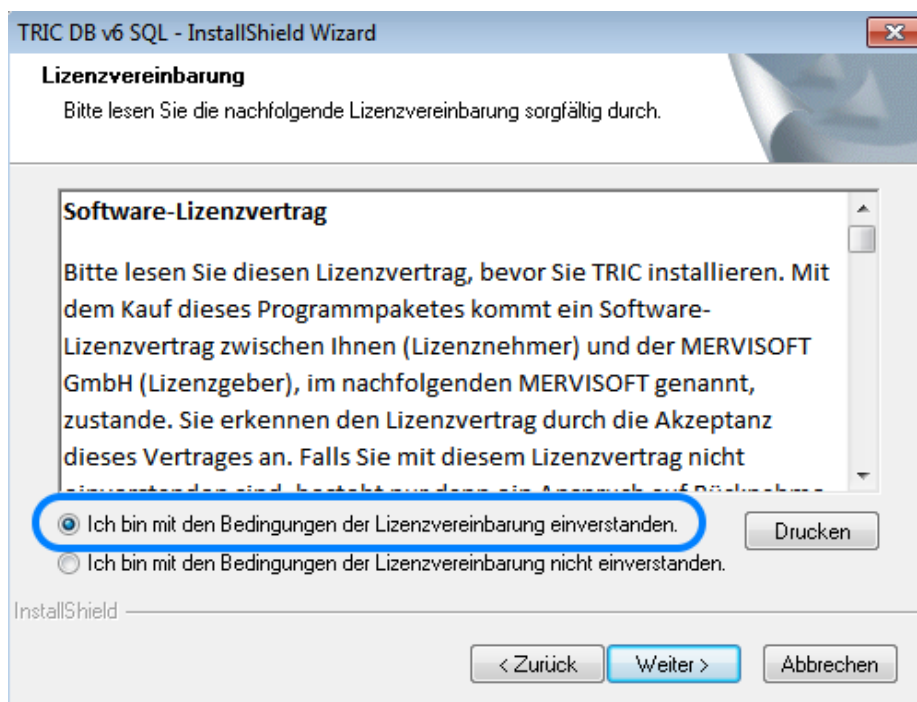 TRIC DB v6 SQL - InstallShield Wizard
Lizenzvereinbarung
Bitte lesen Sie die nachfolgende Lizenzvereinbarung sorgfältig durch.
Software-Lizenzvertrag
Bitte lesen Sie diesen Lizenzvertrag, bevor Sie TRIC installieren. Mit
dem Kauf dieses Programmpaketes kommt ein Software-
Lizenzvertrag zwischen Ihnen (Lizenznehmer) und der MERVISOFT
GmbH (Lizenzgeber), im nachfolgenden MERVISOFT genannt,
zustande. Sie erkennen den Lizenzvertrag durch die Akzeptanz
dieses Vertrages an. Falls Sie mit diesem Lizenzvertrag nicht
Ich bin mit den Bedingungen der Lizenzvereinbarung einverstanden.
Drucken
Ich bin mit den Bedingungen der Lizenzvereinbarung nicht einverstanden.
InstallShield
< Zurück
Weiter >
Abbrechen